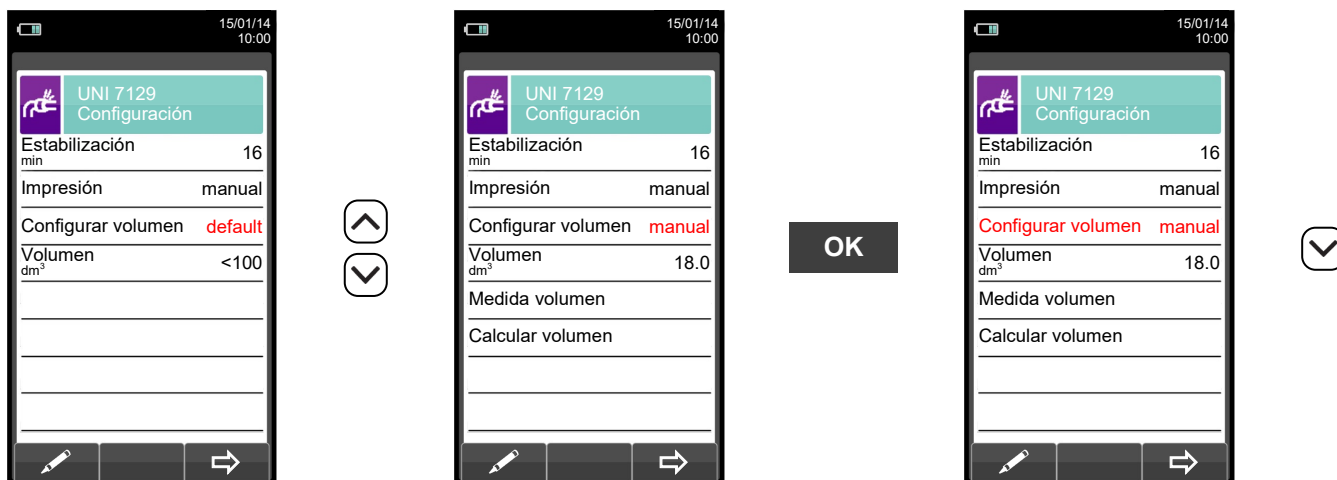 15/01/14
10:00
UNI 7129
Configuración
Estabilización
min
16
Impresión manual
Configurar volumen default
Volumen
dm³
<100
15/01/14
10:00
UNI 7129
Configuración
Estabilización
min
16
Impresión manual
Configurar volumen manual
Volumen
dm³
18.0
Medida volumen
Calcular volumen
OK
15/01/14
10:00
UNI 7129
Configuración
Estabilización
min
16
Impresión manual
Configurar volumen manual
Volumen
dm³
18.0
Medida volumen
Calcular volumen